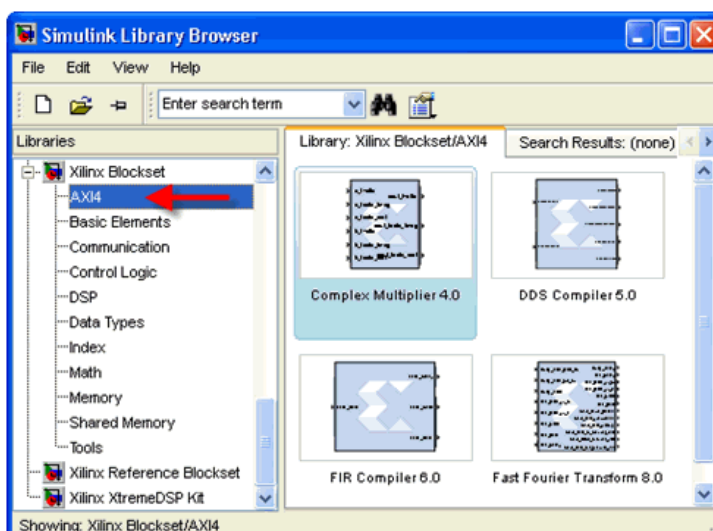 Simulink Library Browser
File Edit View Help
Enter search term
Libraries
Library: Xilinx Blockset/AXI4 Search Results: (none)
Xilinx Blockset
AXI4
Basic Elements
Communication
Control Logic
DSP
Data Types
Index
Math
Memory
Shared Memory
Tools
Xilinx Reference Blockset
Xilinx XtremeDSP Kit
Complex Multiplier 4.0 DDS Compiler 5.0
FIR Compiler 6.0 Fast Fourier Transform 8.0
Showing: Xilinx Blockset/AXI4